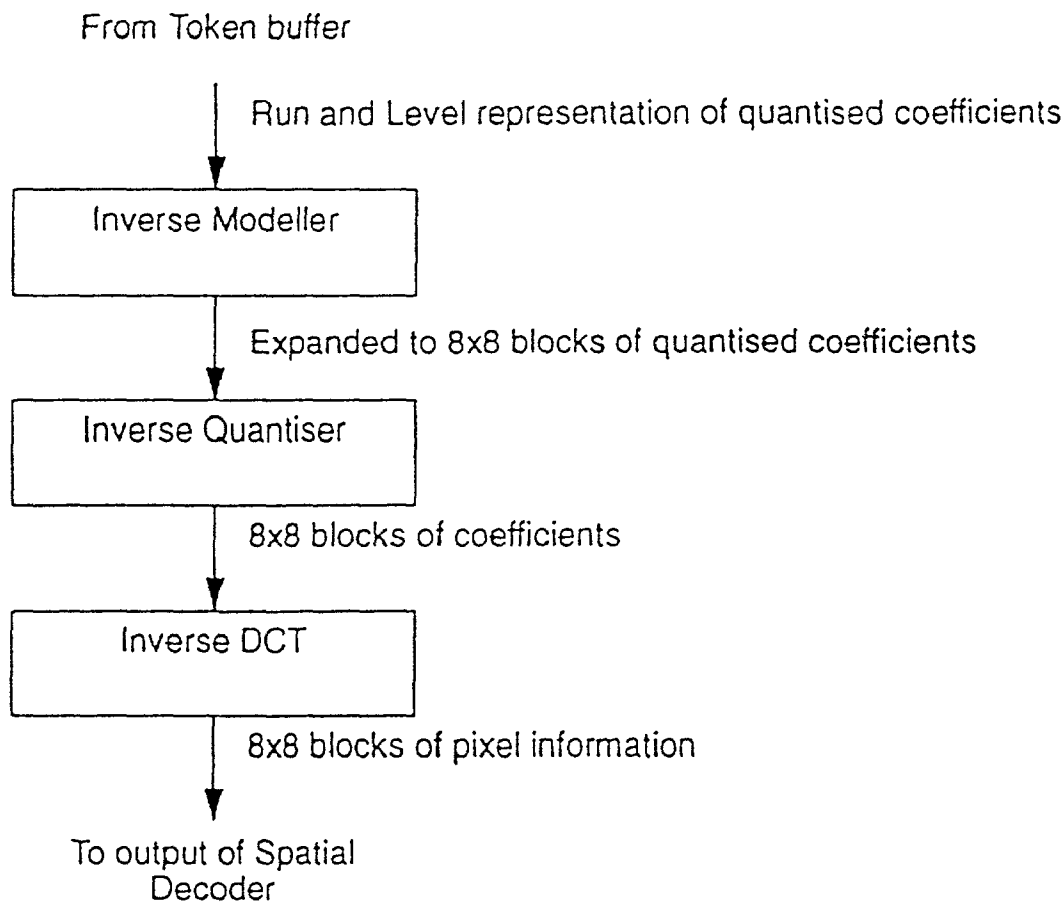 From Token buffer
Run and Level representation of quantised coefficients
Inverse Modeller
Expanded to 8x8 blocks of quantised coefficients
Inverse Quantiser
8x8 blocks of coefficients
Inverse DCT
8x8 blocks of pixel information
To output of Spatial
Decoder